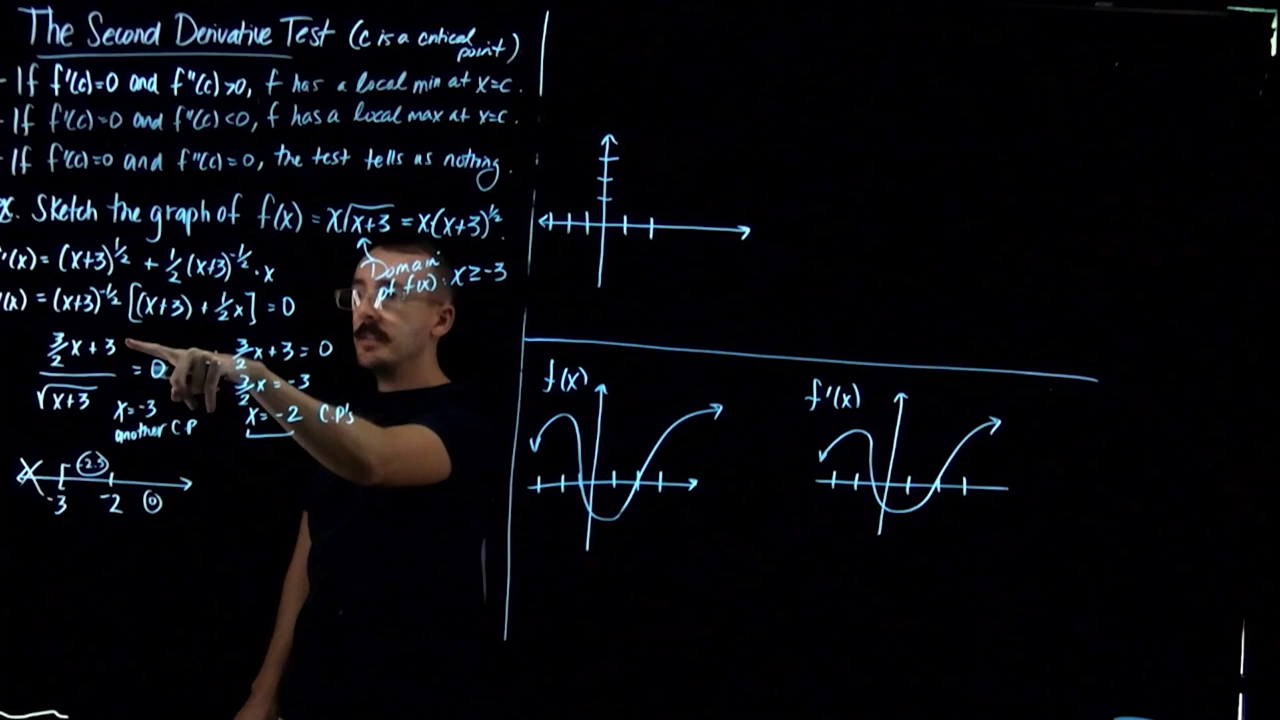 The Second Derivative Test (c is a critical point)
- If f'(c)=0 and f"(c)>0, f has a local min at x=c.
- If f'(c)=0 and f"(c)<0, f has a local max at x=c.
- If f'(c)=0 and f"(c)=0, the test tells us nothing.
x. Sketch the graph of f(x) = x√(x+3) = x(x+3)^½.
'(x) = (x+3)^½ + ½(x+3)^-½ · x
Domain
of f(x): x≥-3
'(x) = (x+3)^-½ [(x+3) + ½x] = 0
(3/2 x + 3)/√(x+3) = 0
3/2 x + 3 = 0
3/2 x = -3
x = -2 C.P's
x = -3
another C.P
-2.5
-3 -2 0
f(x)
f'(x)